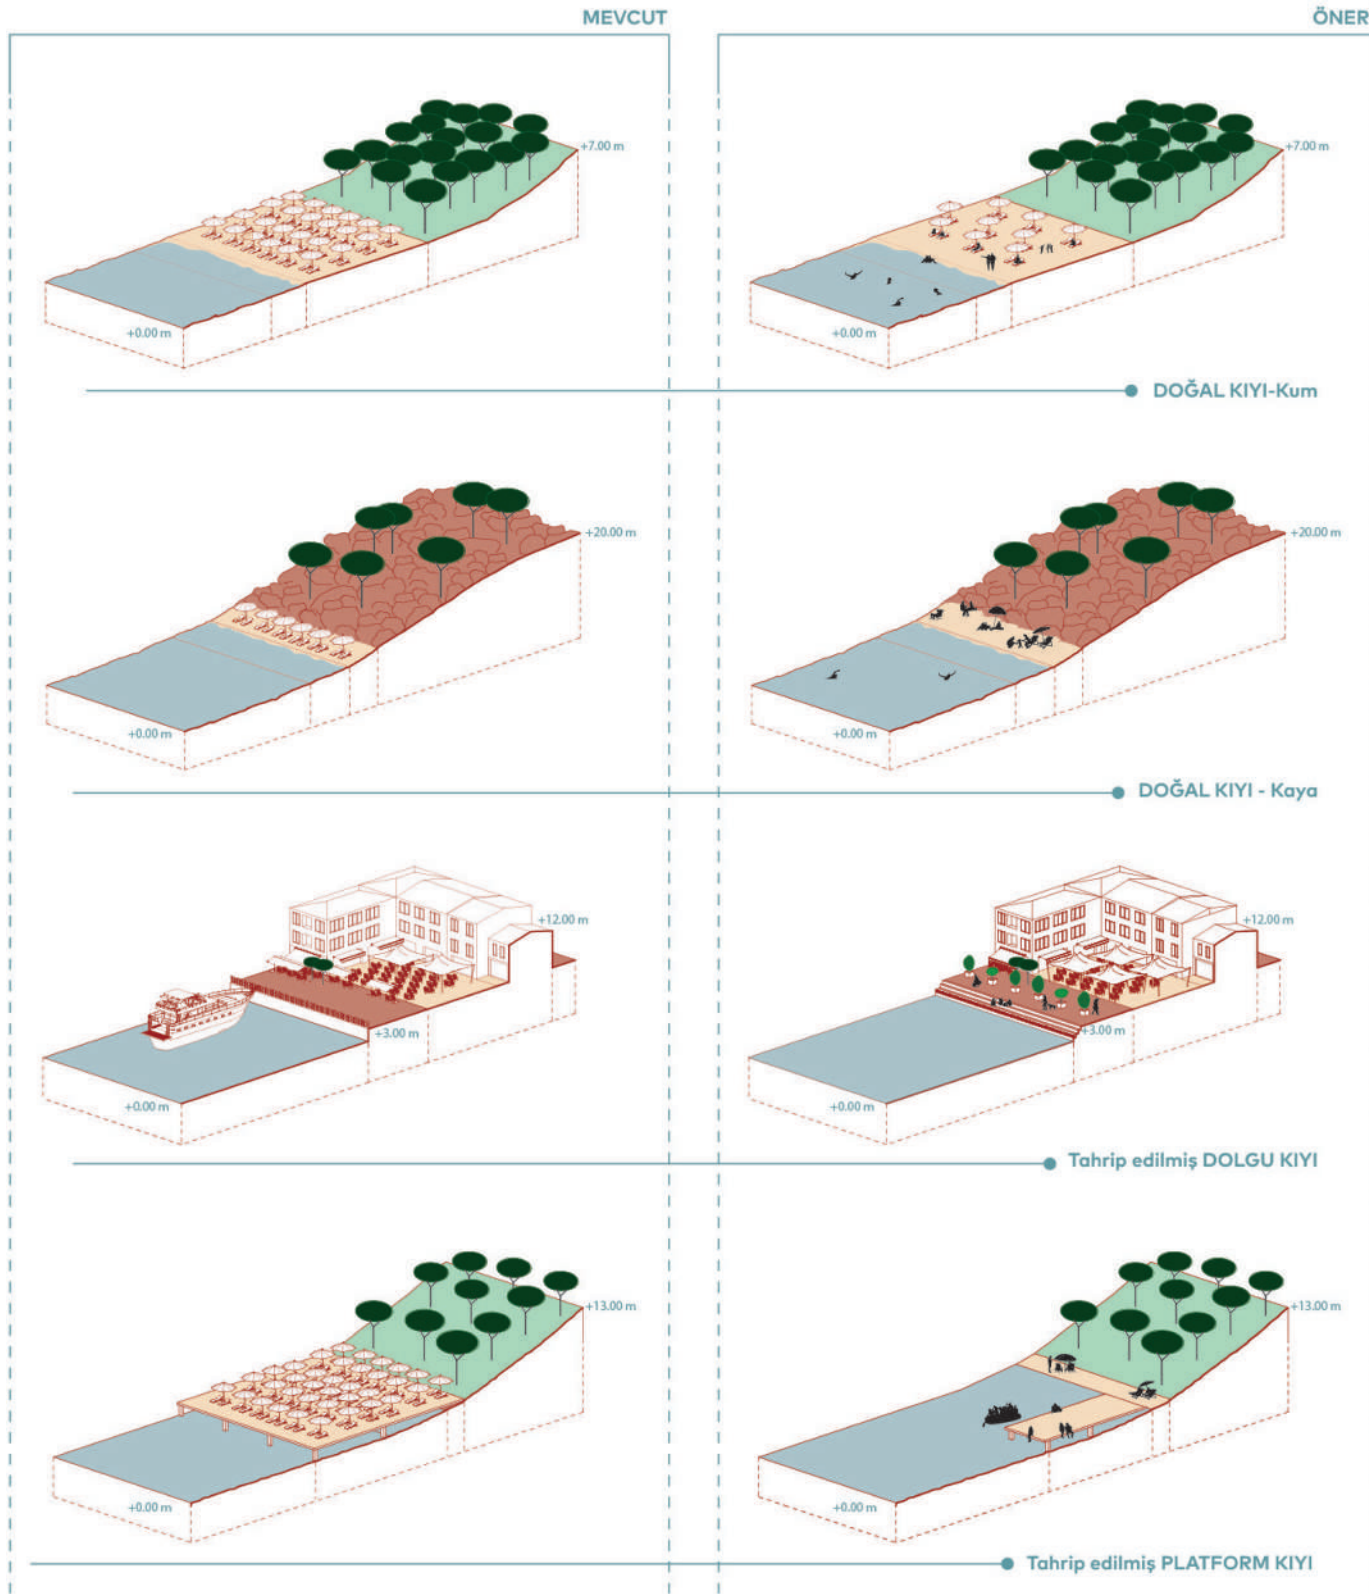 MEVCUT
ÖNER
+7.00 m
+7.00 m
+0.00 m
+0.00 m
DOĞAL KIYI-Kum
+20.00 m
+20.00 m
+0.00 m
+0.00 m
DOĞAL KIYI - Kaya
+12.00 m
+12.00 m
+3.00 m
+3.00 m
+0.00 m
+0.00 m
Tahrip edilmiş DOLGU KIYI
+13.00 m
+13.00 m
+0.00 m
+0.00 m
Tahrip edilmiş PLATFORM KIYI